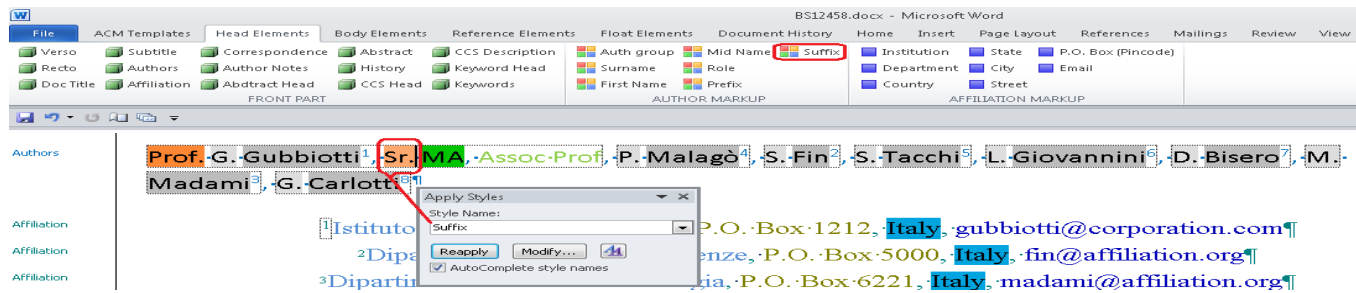 BS12458.docx - Microsoft Word
File ACM Templates Head Elements Body Elements Reference Elements Float Elements Document History Home Insert Page Layout References Mailings Review View
Verso Subtitle Correspondence Abstract CCS Description Auth group Mid Name Suffix Institution State P.O. Box (Pincode)
Recto Authors Author Notes History Keyword Head Surname Role Department City Email
Doc Title Affiliation Abdtract Head CCS Head Keywords First Name Prefix Country Street
FRONT PART AUTHOR MARKUP AFFILIATION MARKUP
Authors Prof.·G.·Gubbiotti¹,·Sr.·MA,·Assoc·Prof,·P.·Malagò⁴,·S.·Fin²,·S.·Tacchi⁵,·L.·Giovannini⁶,·D.·Bisero⁷,·M.·
Madami³,·G.·Carlotti⁸¶
Apply Styles
Style Name:
Suffix
Reapply Modify...
AutoComplete style names
Affiliation ¹Istituto P.O.·Box·1212,·Italy,·gubbiotti@corporation.com¶
Affiliation ²Dipa enze,·P.O.·Box·5000,·Italy,·fin@affiliation.org¶
Affiliation ³Dipartir gia,·P.O.·Box·6221,·Italy,·madami@affiliation.org¶